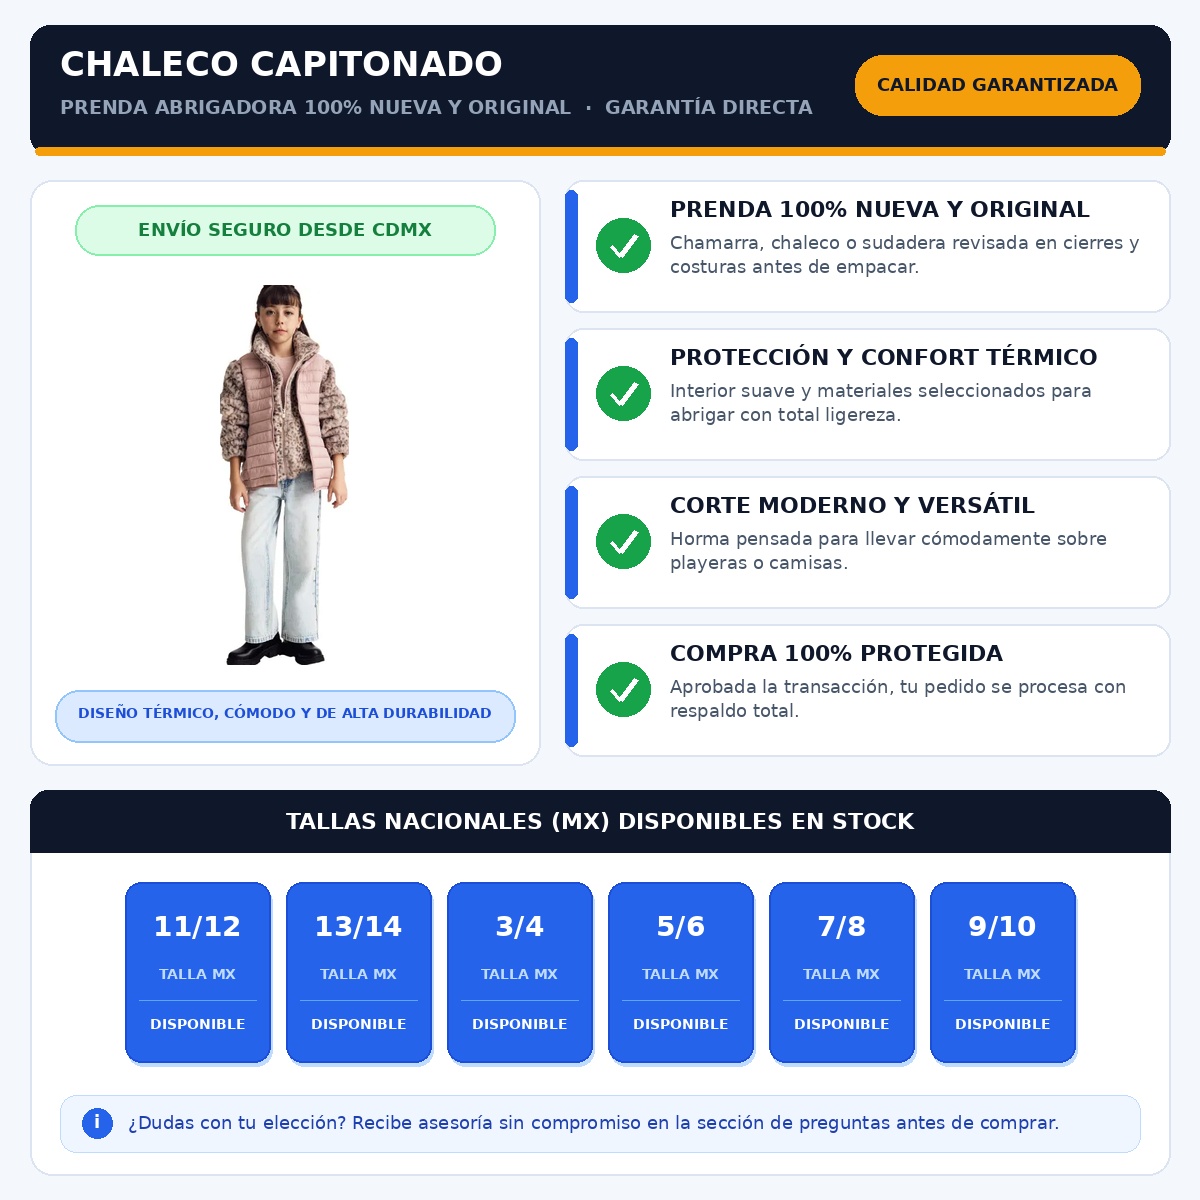 CHALECO CAPITONADO
PRENDA ABRIGADORA 100% NUEVA Y ORIGINAL · GARANTÍA DIRECTA
CALIDAD GARANTIZADA
ENVÍO SEGURO DESDE CDMX
DISEÑO TÉRMICO, CÓMODO Y DE ALTA DURABILIDAD
PRENDA 100% NUEVA Y ORIGINAL
Chamarra, chaleco o sudadera revisada en cierres y
costuras antes de empacar.
PROTECCIÓN Y CONFORT TÉRMICO
Interior suave y materiales seleccionados para
abrigar con total ligereza.
CORTE MODERNO Y VERSÁTIL
Horma pensada para llevar cómodamente sobre
playeras o camisas.
COMPRA 100% PROTEGIDA
Aprobada la transacción, tu pedido se procesa con
respaldo total.
TALLAS NACIONALES (MX) DISPONIBLES EN STOCK
11/12
TALLA MX
DISPONIBLE
13/14
TALLA MX
DISPONIBLE
3/4
TALLA MX
DISPONIBLE
5/6
TALLA MX
DISPONIBLE
7/8
TALLA MX
DISPONIBLE
9/10
TALLA MX
DISPONIBLE
i ¿Dudas con tu elección? Recibe asesoría sin compromiso en la sección de preguntas antes de comprar.